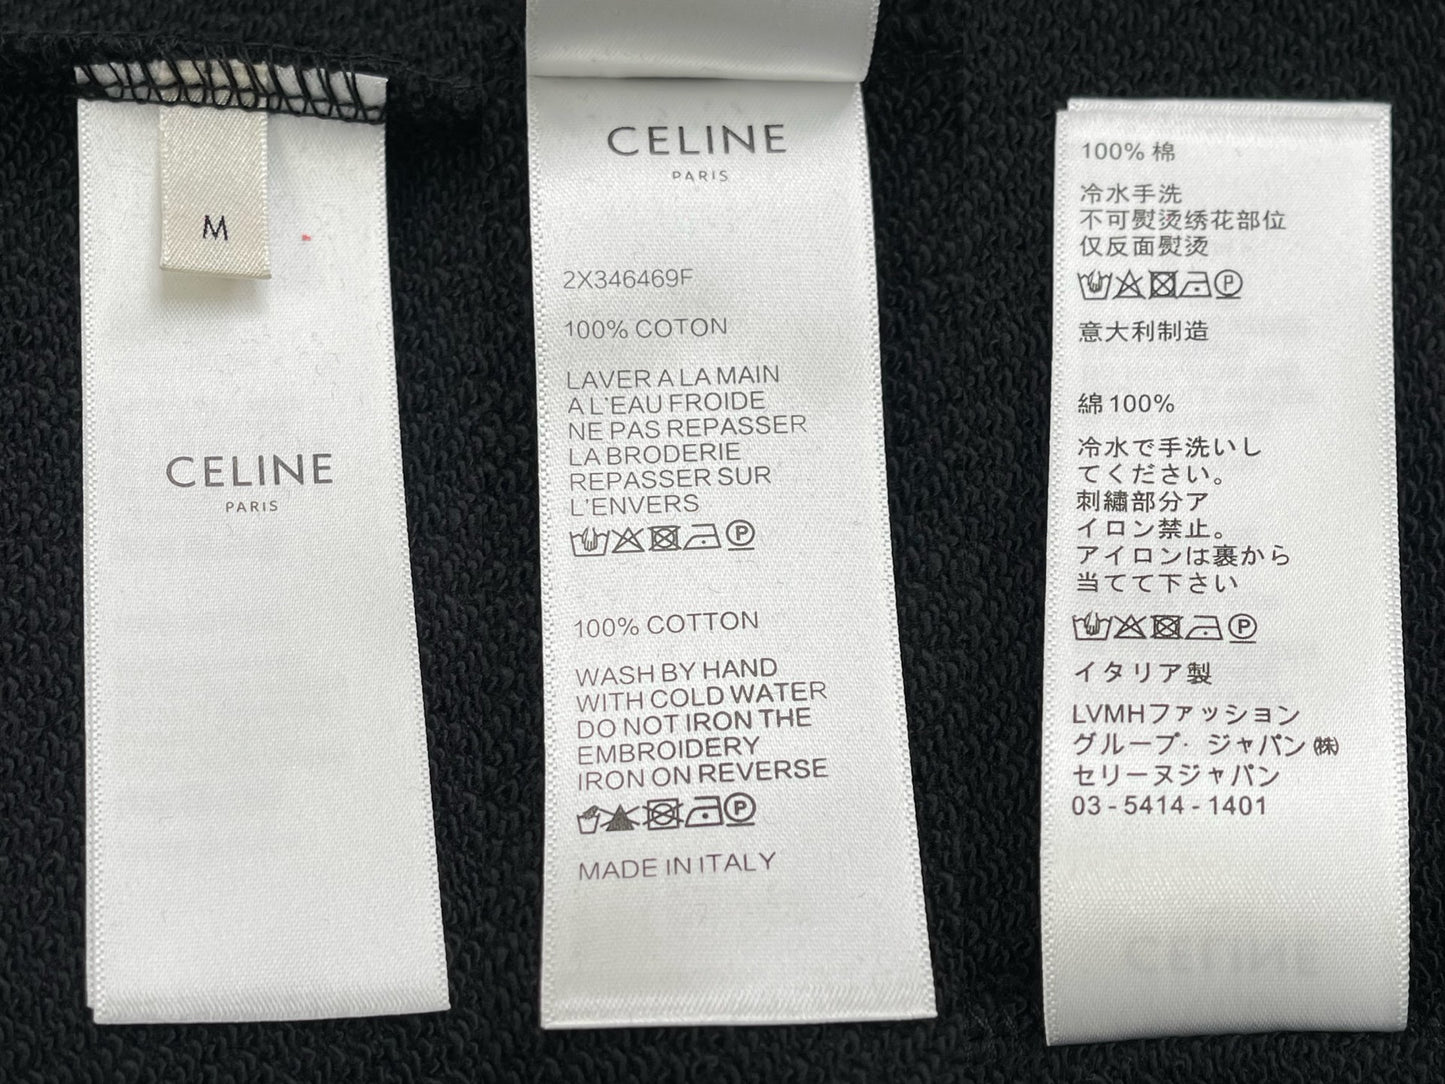 M
CELINE
PARIS
CELINE
PARIS
2X346469F
100% COTON
LAVER A LA MAIN
A L'EAU FROIDE
NE PAS REPASSER
LA BRODERIE
REPASSER SUR
L'ENVERS
P
100% COTTON
WASH BY HAND
WITH COLD WATER
DO NOT IRON THE
EMBROIDERY
IRON ON REVERSE
P
MADE IN ITALY
100% 棉
冷水手洗
不可熨烫绣花部位
仅反面熨烫
P
意大利制造
綿 100%
冷水で手洗いし
てください。
刺繍部分ア
イロン禁止。
アイロンは裏から
当てて下さい
P
イタリア製
LVMHファッション
グループ· ジャパン㈱
セリーヌジャパン
03 - 5414 - 1401
CELINE